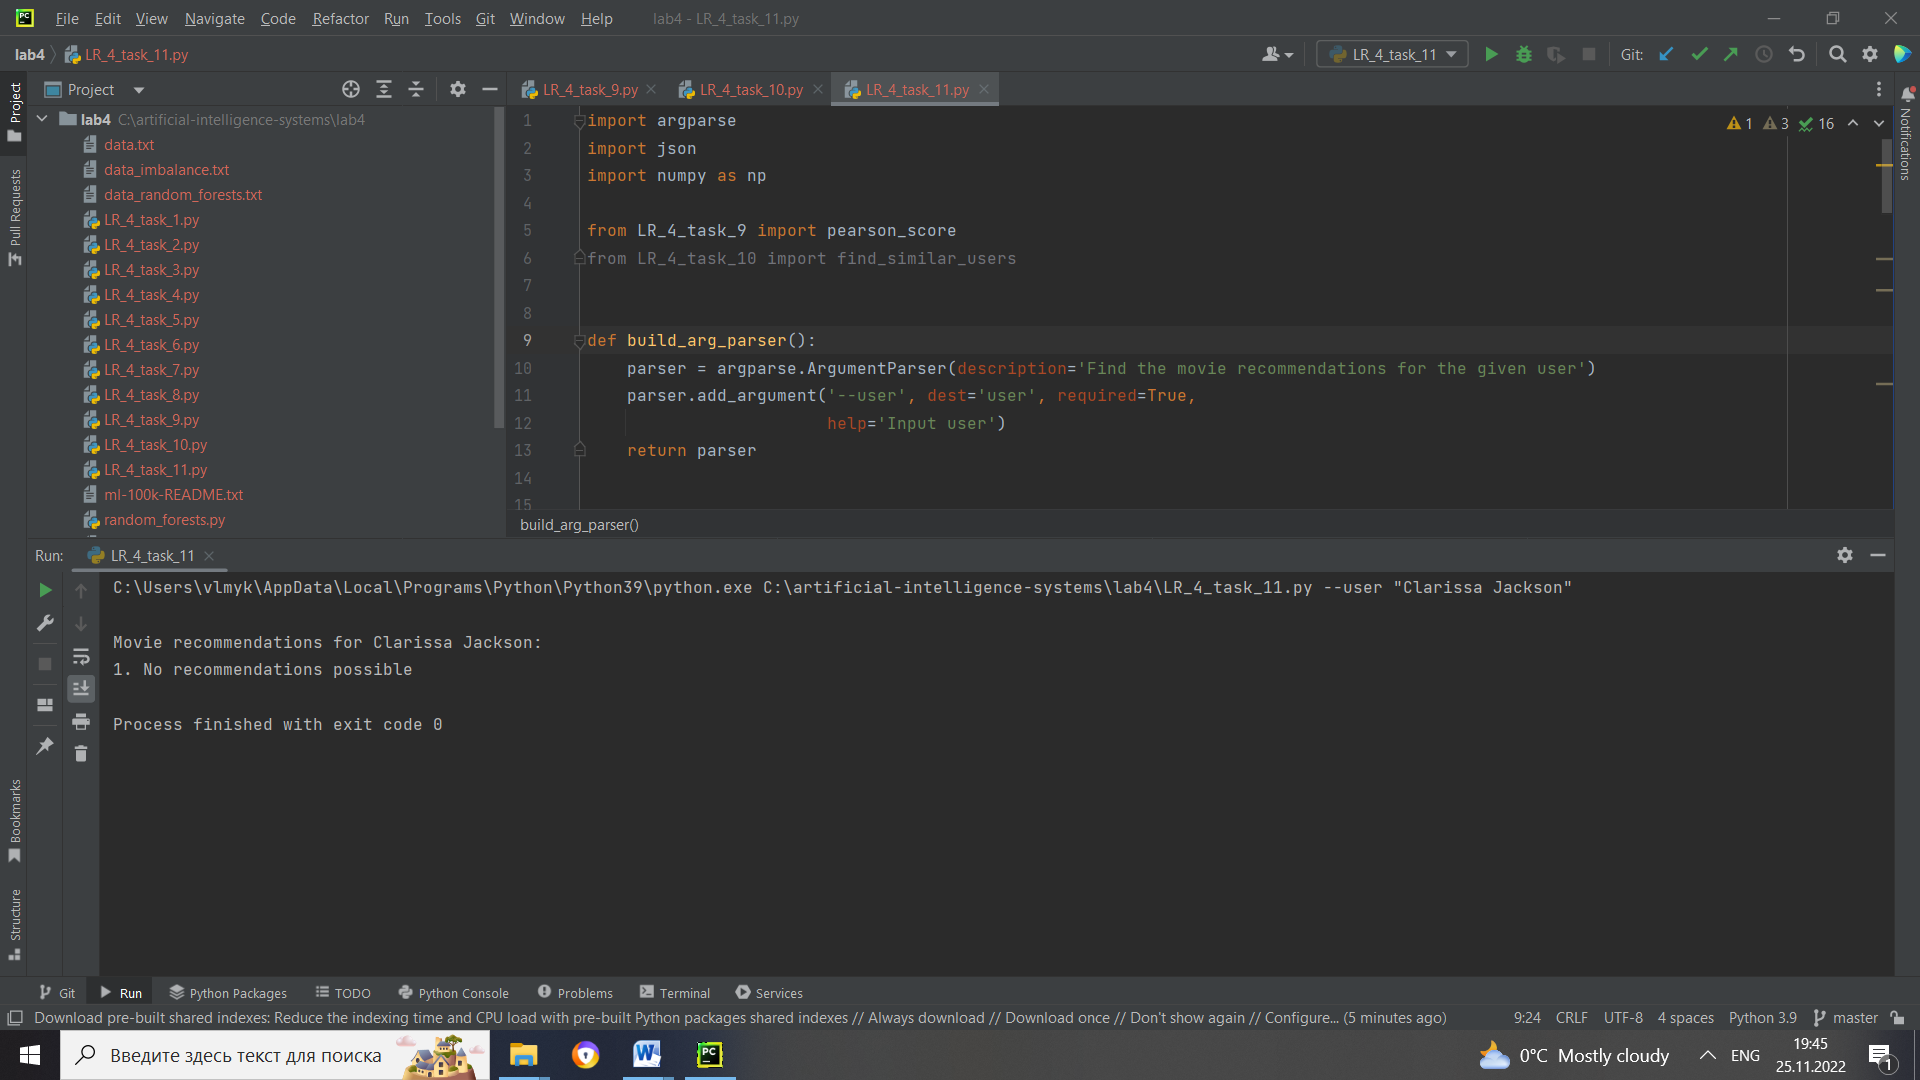 File Edit View Navigate Code Refactor Run Tools Git Window Help lab4 - LR_4_task_11.py
lab4 LR_4_task_11.py LR_4_task_11 Git:
Project LR_4_task_9.py LR_4_task_10.py LR_4_task_11.py
lab4 C:\artificial-intelligence-systems\lab4
data.txt
data_imbalance.txt
data_random_forests.txt
LR_4_task_1.py
LR_4_task_2.py
LR_4_task_3.py
LR_4_task_4.py
LR_4_task_5.py
LR_4_task_6.py
LR_4_task_7.py
LR_4_task_8.py
LR_4_task_9.py
LR_4_task_10.py
LR_4_task_11.py
ml-100k-README.txt
random_forests.py
Project
Pull Requests
Bookmarks
Structure
Notifications
1 3 16
1 import argparse
2 import json
3 import numpy as np
4
5 from LR_4_task_9 import pearson_score
6 from LR_4_task_10 import find_similar_users
7
8
9 def build_arg_parser():
10 parser = argparse.ArgumentParser(description='Find the movie recommendations for the given user')
11 parser.add_argument('--user', dest='user', required=True,
12 help='Input user')
13 return parser
14
15
build_arg_parser()
Run: LR_4_task_11
C:\Users\vlmyk\AppData\Local\Programs\Python\Python39\python.exe C:\artificial-intelligence-systems\lab4\LR_4_task_11.py --user "Clarissa Jackson"
Movie recommendations for Clarissa Jackson:
1. No recommendations possible
Process finished with exit code 0
Git Run Python Packages TODO Python Console Problems Terminal Services
Download pre-built shared indexes: Reduce the indexing time and CPU load with pre-built Python packages shared indexes // Always download // Download once // Don't show again // Configure... (5 minutes ago) 9:24 CRLF UTF-8 4 spaces Python 3.9 master
Введите здесь текст для поиска 0°C Mostly cloudy ENG 19:45
25.11.2022
1